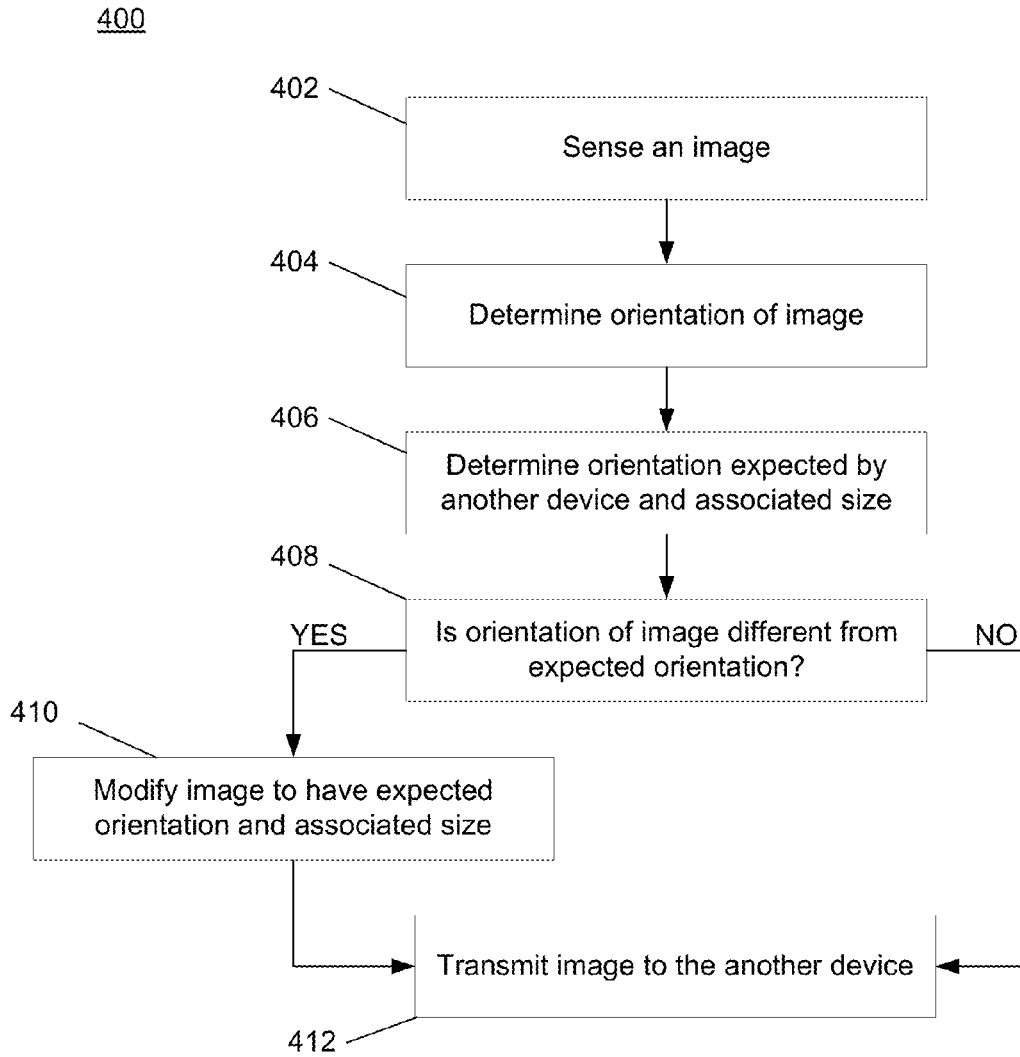 400
402
Sense an image
404
Determine orientation of image
406
Determine orientation expected by
another device and associated size
408
YES
Is orientation of image different from
expected orientation?
NO
410
Modify image to have expected
orientation and associated size
Transmit image to the another device
412